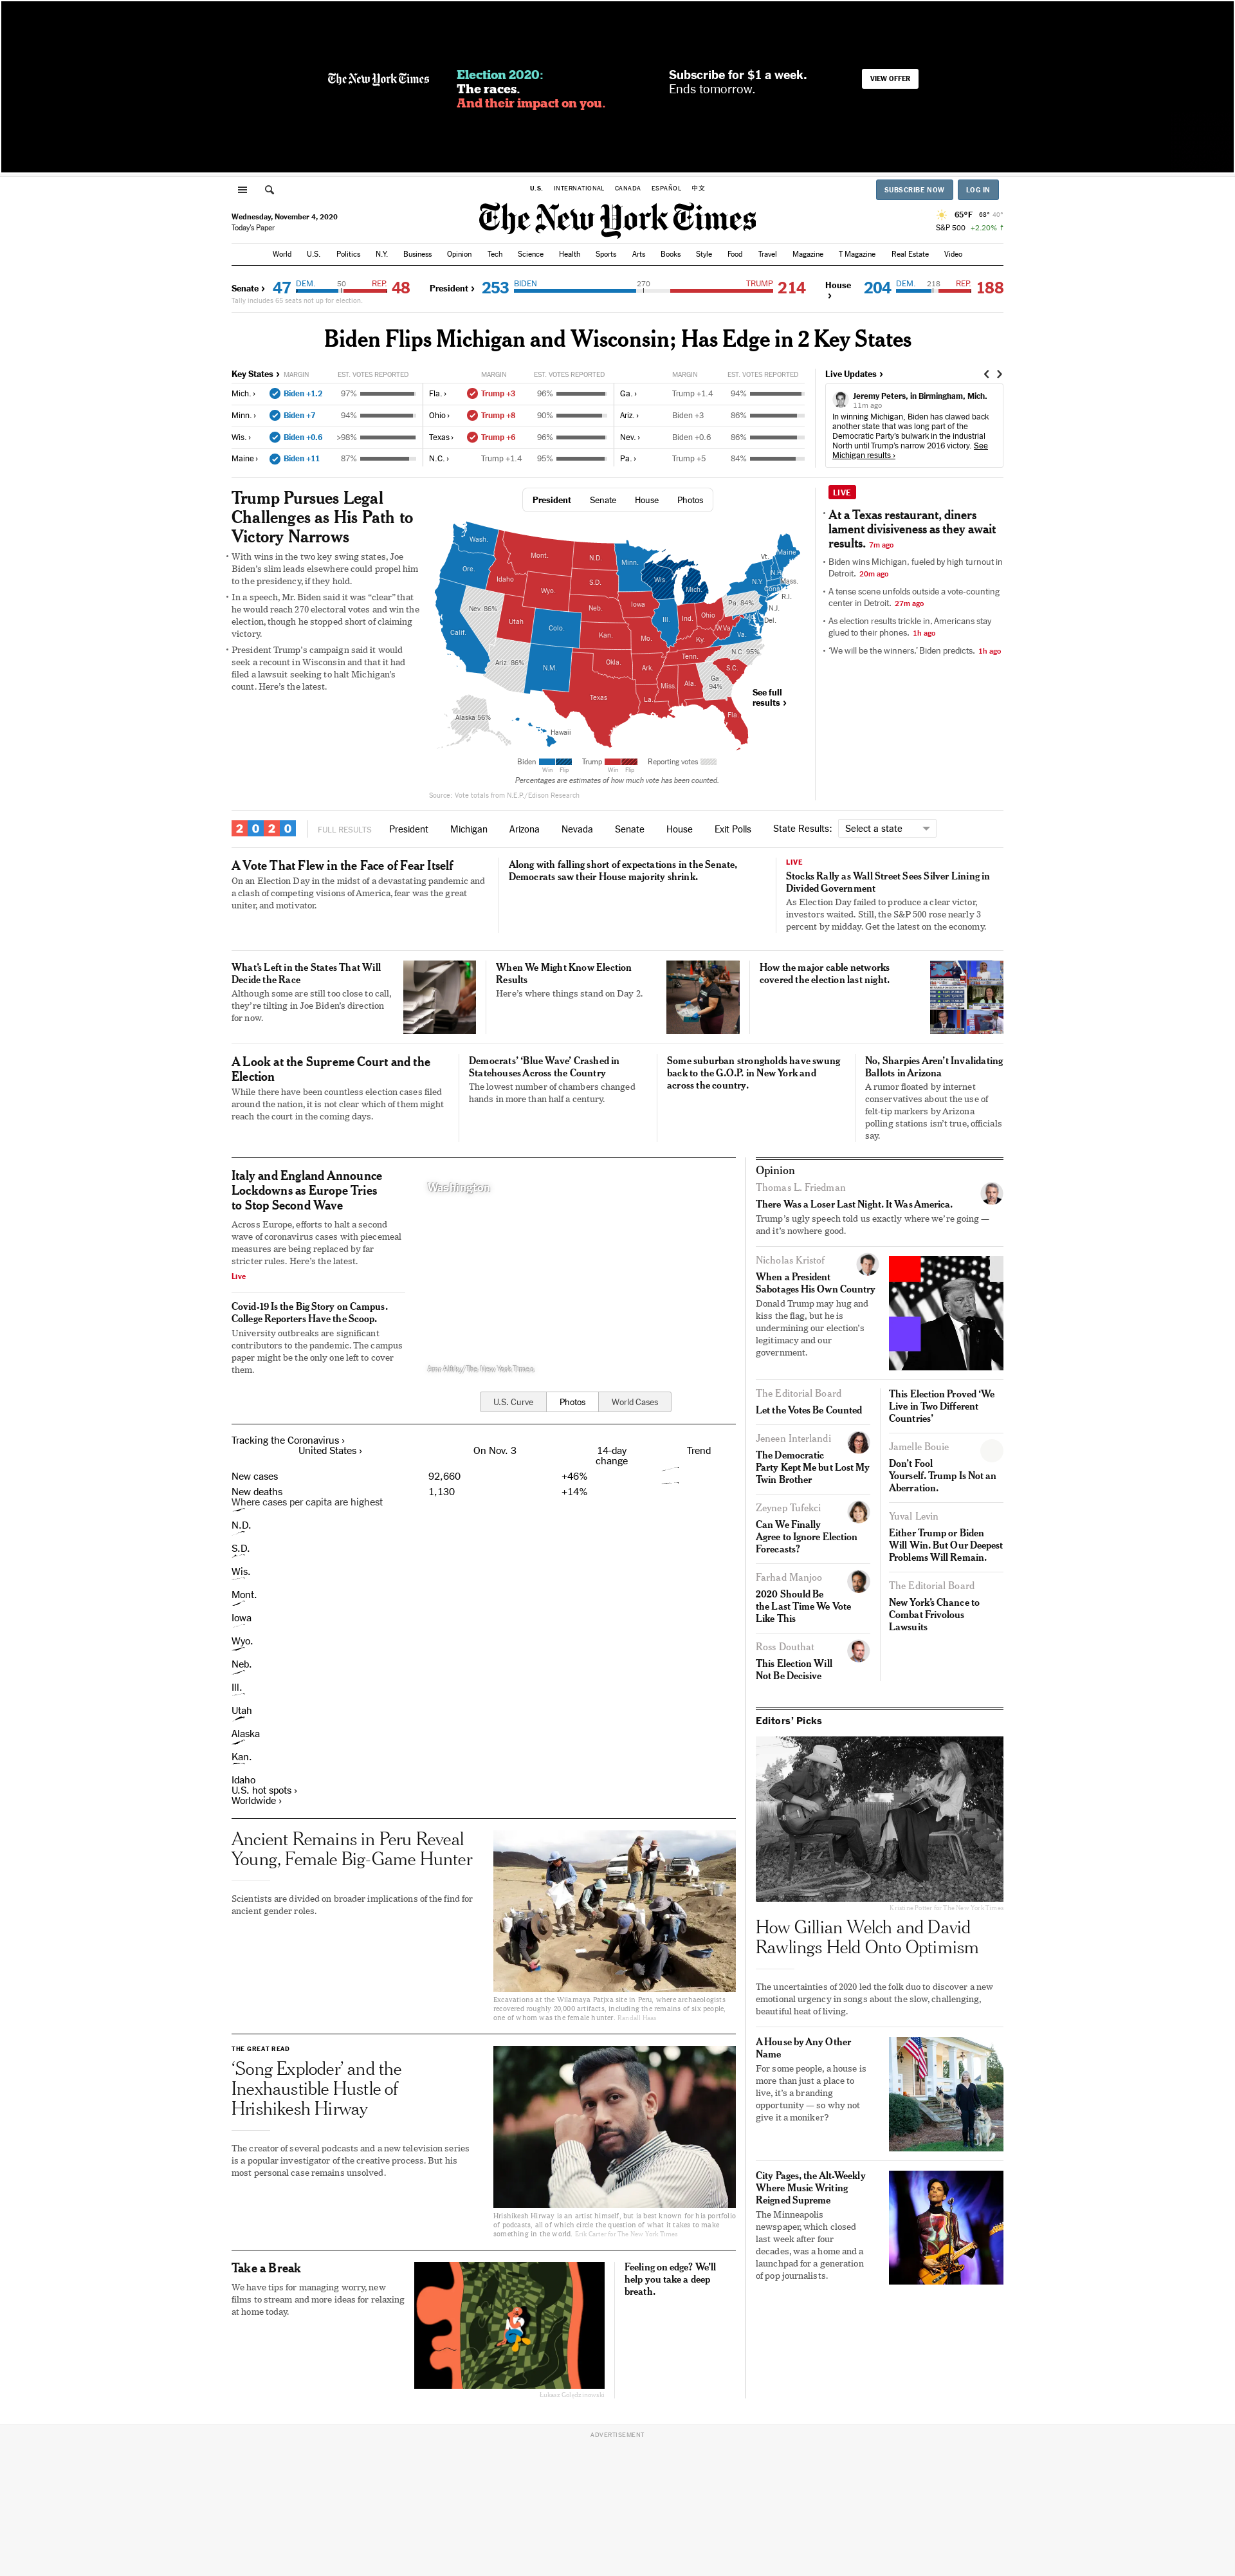 The New York Times
Election 2020:
The races.
And their impact on you.
Subscribe for $1 a week.
Ends tomorrow.
VIEW OFFER
U.S. INTERNATIONAL CANADA ESPAÑOL 中文
SUBSCRIBE NOW LOG IN
Wednesday, November 4, 2020
Today's Paper
The New York Times
65°F 68° 40°
S&P 500 +2.20% ↑
World U.S. Politics N.Y. Business Opinion Tech Science Health Sports Arts Books Style Food Travel Magazine T Magazine Real Estate Video
Senate › 47 DEM. 50 REP. 48
Tally includes 65 seats not up for election.
President › 253 BIDEN 270 TRUMP 214
House › 204 DEM. 218 REP. 188
Biden Flips Michigan and Wisconsin; Has Edge in 2 Key States
Key States › MARGIN EST. VOTES REPORTED MARGIN EST. VOTES REPORTED MARGIN EST. VOTES REPORTED
Mich. › Biden +1.2 97% Fla. › Trump +3 96% Ga. › Trump +1.4 94%
Minn. › Biden +7 94% Ohio › Trump +8 90% Ariz. › Biden +3 86%
Wis. › Biden +0.6 >98% Texas › Trump +6 96% Nev. › Biden +0.6 86%
Maine › Biden +11 87% N.C. › Trump +1.4 95% Pa. › Trump +5 84%
Live Updates ›
Jeremy Peters, in Birmingham, Mich.
11m ago
In winning Michigan, Biden has clawed back
another state that was long part of the
Democratic Party's bulwark in the industrial
North until Trump's narrow 2016 victory. See
Michigan results ›
Trump Pursues Legal
Challenges as His Path to
Victory Narrows
• With wins in the two key swing states, Joe
Biden's slim leads elsewhere could propel him
to the presidency, if they hold.
• In a speech, Mr. Biden said it was "clear" that
he would reach 270 electoral votes and win the
election, though he stopped short of claiming
victory.
• President Trump's campaign said it would
seek a recount in Wisconsin and that it had
filed a lawsuit seeking to halt Michigan's
count. Here's the latest.
President Senate House Photos
Wash.
Ore.
Calif.
Nev. 86%
Idaho
Mont.
Wyo.
Utah
Colo.
Ariz. 86%
N.M.
N.D.
S.D.
Neb.
Kan.
Okla.
Texas
Minn.
Iowa
Mo.
Ark.
La.
Wis.
Ill.
Mich.
Ind.
Ohio
Ky.
Tenn.
Miss.
Ala.
Ga.
94%
Fla.
S.C.
N.C. 95%
Va.
W.Va.
Pa. 84%
N.Y.
Vt.
N.H.
Maine
Mass.
Conn.
R.I.
N.J.
Del.
Alaska 56%
Hawaii
See full
results ›
Biden Trump Reporting votes
Win Flip Win Flip
Percentages are estimates of how much vote has been counted.
Source: Vote totals from N.E.P./Edison Research
LIVE
• At a Texas restaurant, diners
lament divisiveness as they await
results. 7m ago
• Biden wins Michigan, fueled by high turnout in
Detroit. 20m ago
• A tense scene unfolds outside a vote-counting
center in Detroit. 27m ago
• As election results trickle in, Americans stay
glued to their phones. 1h ago
• 'We will be the winners,' Biden predicts. 1h ago
2020 FULL RESULTS President Michigan Arizona Nevada Senate House Exit Polls State Results: Select a state
A Vote That Flew in the Face of Fear Itself
On an Election Day in the midst of a devastating pandemic and
a clash of competing visions of America, fear was the great
uniter, and motivator.
Along with falling short of expectations in the Senate,
Democrats saw their House majority shrink.
LIVE
Stocks Rally as Wall Street Sees Silver Lining in
Divided Government
As Election Day failed to produce a clear victor,
investors waited. Still, the S&P 500 rose nearly 3
percent by midday. Get the latest on the economy.
What's Left in the States That Will
Decide the Race
Although some are still too close to call,
they're tilting in Joe Biden's direction
for now.
When We Might Know Election
Results
Here's where things stand on Day 2.
How the major cable networks
covered the election last night.
A Look at the Supreme Court and the
Election
While there have been countless election cases filed
around the nation, it is not clear which of them might
reach the court in the coming days.
Democrats' 'Blue Wave' Crashed in
Statehouses Across the Country
The lowest number of chambers changed
hands in more than half a century.
Some suburban strongholds have swung
back to the G.O.P. in New York and
across the country.
No, Sharpies Aren't Invalidating
Ballots in Arizona
A rumor floated by internet
conservatives about the use of
felt-tip markers by Arizona
polling stations isn't true, officials
say.
Italy and England Announce
Lockdowns as Europe Tries
to Stop Second Wave
Across Europe, efforts to halt a second
wave of coronavirus cases with piecemeal
measures are being replaced by far
stricter rules. Here's the latest.
Live
Covid-19 Is the Big Story on Campus.
College Reporters Have the Scoop.
University outbreaks are significant
contributors to the pandemic. The campus
paper might be the only one left to cover
them.
Washington
/The New York Times
U.S. Curve Photos World Cases
Tracking the Coronavirus ›
United States › On Nov. 3 14-day
change Trend
New cases 92,660 +46%
New deaths 1,130 +14%
Where cases per capita are highest
N.D.
S.D.
Wis.
Mont.
Iowa
Wyo.
Neb.
Ill.
Utah
Alaska
Kan.
Idaho
U.S. hot spots ›
Worldwide ›
Ancient Remains in Peru Reveal
Young, Female Big-Game Hunter
Scientists are divided on broader implications of the find for
ancient gender roles.
Excavations at the Wilamaya Patjxa site in Peru, where archaeologists
recovered roughly 20,000 artifacts, including the remains of six people,
one of whom was the female hunter. Randall Haas
THE GREAT READ
'Song Exploder' and the
Inexhaustible Hustle of
Hrishikesh Hirway
The creator of several podcasts and a new television series
is a popular investigator of the creative process. But his
most personal case remains unsolved.
Hrishikesh Hirway is an artist himself, but is best known for his portfolio
of podcasts, all of which circle the question of what it takes to make
something in the world. Erik Carter for The New York Times
Take a Break
We have tips for managing worry, new
films to stream and more ideas for relaxing
at home today.
Feeling on edge? We'll
help you take a deep
breath.
Opinion
Thomas L. Friedman
There Was a Loser Last Night. It Was America.
Trump's ugly speech told us exactly where we're going —
and it's nowhere good.
Nicholas Kristof
When a President
Sabotages His Own Country
Donald Trump may hug and
kiss the flag, but he is
undermining our election's
legitimacy and our
government.
The Editorial Board
Let the Votes Be Counted
Jeneen Interlandi
The Democratic
Party Kept Me but Lost My
Twin Brother
Zeynep Tufekci
Can We Finally
Agree to Ignore Election
Forecasts?
Farhad Manjoo
2020 Should Be
the Last Time We Vote
Like This
Ross Douthat
This Election Will
Not Be Decisive
This Election Proved 'We
Live in Two Different
Countries'
Jamelle Bouie
Don't Fool
Yourself. Trump Is Not an
Aberration.
Yuval Levin
Either Trump or Biden
Will Win. But Our Deepest
Problems Will Remain.
The Editorial Board
New York's Chance to
Combat Frivolous
Lawsuits
Editors' Picks
Kristine Potter for The New York Times
How Gillian Welch and David
Rawlings Held Onto Optimism
The uncertainties of 2020 led the folk duo to discover a new
emotional urgency in songs about the slow, challenging,
beautiful heat of living.
A House by Any Other
Name
For some people, a house is
more than just a place to
live, it's a branding
opportunity — so why not
give it a moniker?
City Pages, the Alt-Weekly
Where Music Writing
Reigned Supreme
The Minneapolis
newspaper, which closed
last week after four
decades, was a home and a
launchpad for a generation
of pop journalists.
ADVERTISEMENT